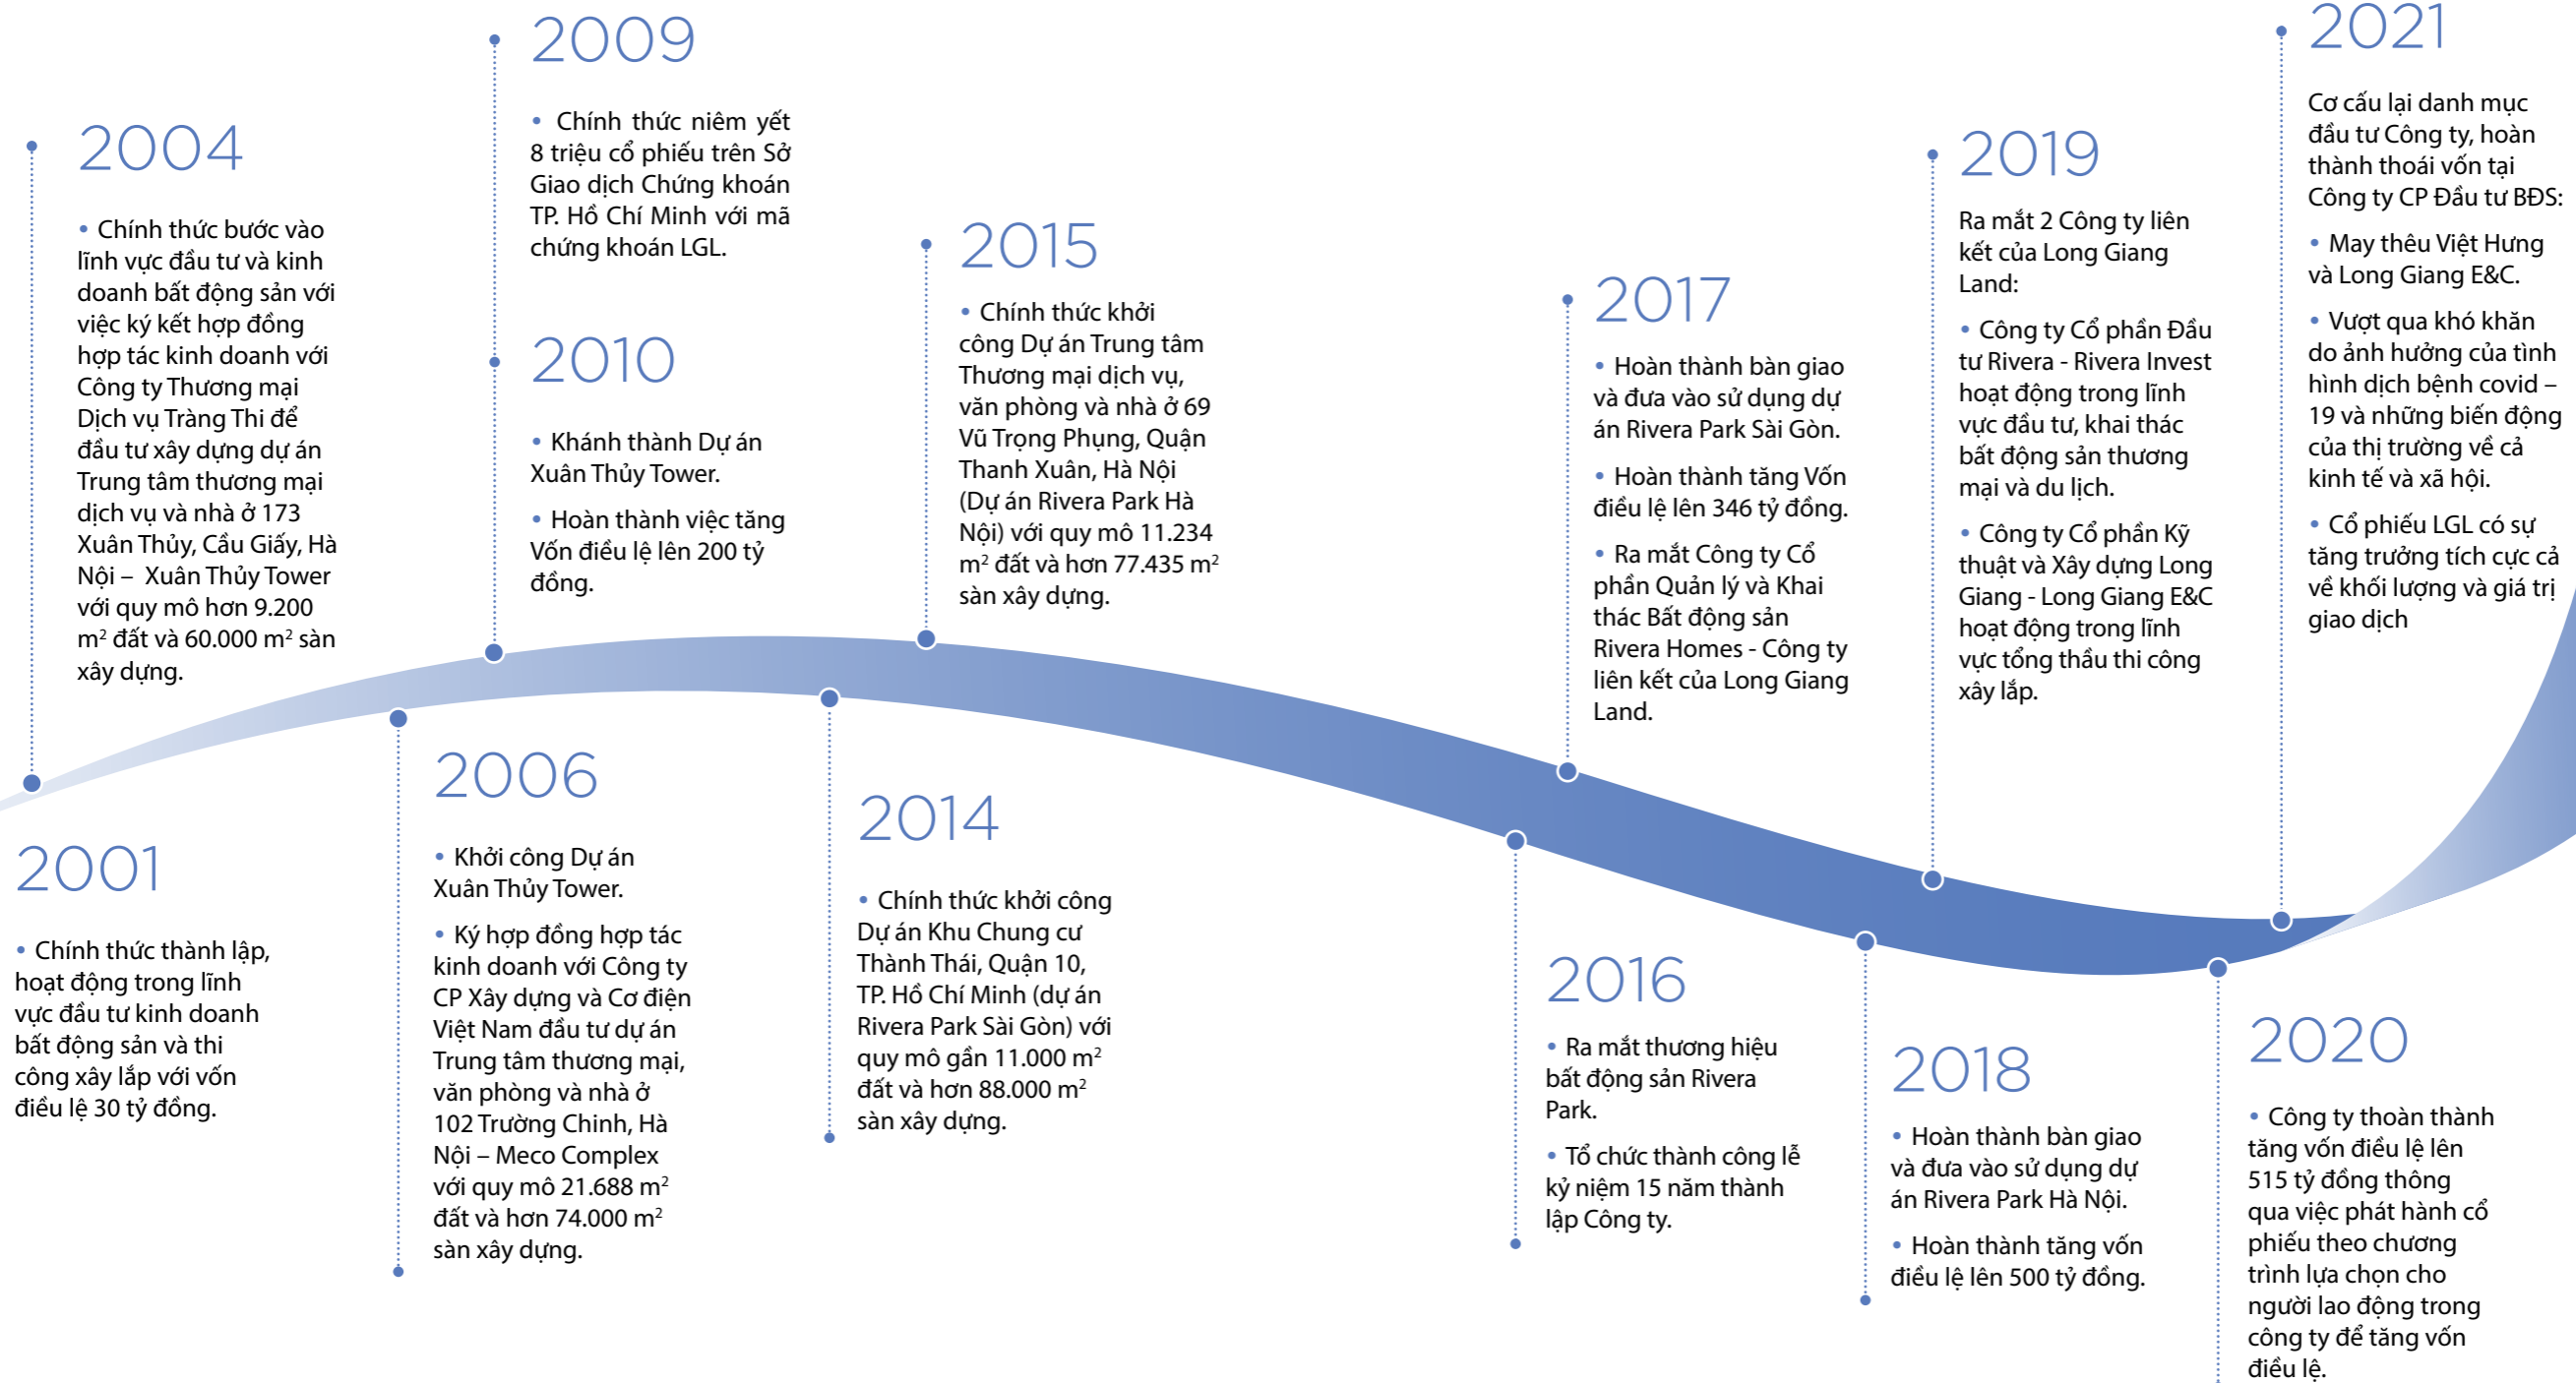 2004
• Chính thức bước vào
lĩnh vực đầu tư và kinh
doanh bất động sản với
việc ký kết hợp đồng
hợp tác kinh doanh với
Công ty Thương mại
Dịch vụ Tràng Thi để
đầu tư xây dựng dự án
Trung tâm thương mại
dịch vụ và nhà ở 173
Xuân Thủy, Cầu Giấy, Hà
Nội – Xuân Thủy Tower
với quy mô hơn 9.200
m² đất và 60.000 m² sàn
xây dựng.
2009
• Chính thức niêm yết
8 triệu cổ phiếu trên Sở
Giao dịch Chứng khoán
TP. Hồ Chí Minh với mã
chứng khoán LGL.
2010
• Khánh thành Dự án
Xuân Thủy Tower.
• Hoàn thành việc tăng
Vốn điều lệ lên 200 tỷ
đồng.
2015
• Chính thức khởi
công Dự án Trung tâm
Thương mại dịch vụ,
văn phòng và nhà ở 69
Vũ Trọng Phụng, Quận
Thanh Xuân, Hà Nội
(Dự án Rivera Park Hà
Nội) với quy mô 11.234
m² đất và hơn 77.435 m²
sàn xây dựng.
2017
• Hoàn thành bàn giao
và đưa vào sử dụng dự
án Rivera Park Sài Gòn.
• Hoàn thành tăng Vốn
điều lệ lên 346 tỷ đồng.
• Ra mắt Công ty Cổ
phần Quản lý và Khai
thác Bất động sản
Rivera Homes - Công ty
liên kết của Long Giang
Land.
2019
Ra mắt 2 Công ty liên
kết của Long Giang
Land:
• Công ty Cổ phần Đầu
tư Rivera - Rivera Invest
hoạt động trong lĩnh
vực đầu tư, khai thác
bất động sản thương
mại và du lịch.
• Công ty Cổ phần Kỹ
thuật và Xây dựng Long
Giang - Long Giang E&C
hoạt động trong lĩnh
vực tổng thầu thi công
xây lắp.
2021
Cơ cấu lại danh mục
đầu tư Công ty, hoàn
thành thoái vốn tại
Công ty CP Đầu tư BĐS:
• May thêu Việt Hưng
và Long Giang E&C.
• Vượt qua khó khăn
do ảnh hưởng của tình
hình dịch bệnh covid –
19 và những biến động
của thị trường về cả
kinh tế và xã hội.
• Cổ phiếu LGL có sự
tăng trưởng tích cực cả
về khối lượng và giá trị
giao dịch
2001
• Chính thức thành lập,
hoạt động trong lĩnh
vực đầu tư kinh doanh
bất động sản và thi
công xây lắp với vốn
điều lệ 30 tỷ đồng.
2006
• Khởi công Dự án
Xuân Thủy Tower.
• Ký hợp đồng hợp tác
kinh doanh với Công ty
CP Xây dựng và Cơ điện
Việt Nam đầu tư dự án
Trung tâm thương mại,
văn phòng và nhà ở
102 Trường Chinh, Hà
Nội – Meco Complex
với quy mô 21.688 m²
đất và hơn 74.000 m²
sàn xây dựng.
2014
• Chính thức khởi công
Dự án Khu Chung cư
Thành Thái, Quận 10,
TP. Hồ Chí Minh (dự án
Rivera Park Sài Gòn) với
quy mô gần 11.000 m²
đất và hơn 88.000 m²
sàn xây dựng.
2016
• Ra mắt thương hiệu
bất động sản Rivera
Park.
• Tổ chức thành công lễ
kỷ niệm 15 năm thành
lập Công ty.
2018
• Hoàn thành bàn giao
và đưa vào sử dụng dự
án Rivera Park Hà Nội.
• Hoàn thành tăng vốn
điều lệ lên 500 tỷ đồng.
2020
• Công ty thoàn thành
tăng vốn điều lệ lên
515 tỷ đồng thông
qua việc phát hành cổ
phiếu theo chương
trình lựa chọn cho
người lao động trong
công ty để tăng vốn
điều lệ.